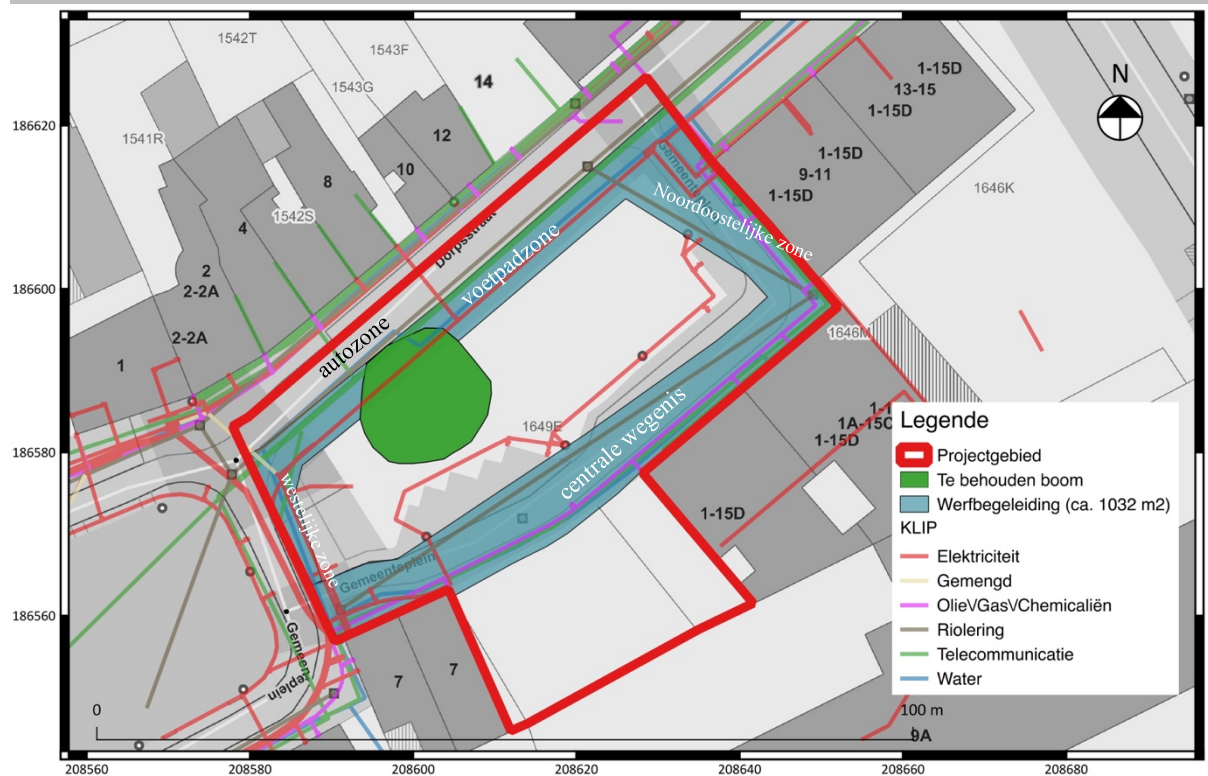 1542T
1543F
14
1543G
1541R
12
10
8
1542S
4
2
2-2A
2-2A
1
Dorpsstraat
autozone
voetpadzone
Noordoostelijke zone
centrale wegenis
westelijke zone
Gemeenteplein
Gemeenteplein
1649E
1-15D
13-15
1-15D
1-15D
9-11
1-15D
1646K
1646M
1A-15C
1-15D
1-15D
7
7
9A
N
186620
186600
186580
186560
208560
208580
208600
208620
208640
208660
208680
0
100 m
Legende
Projectgebied
Te behouden boom
Werfbegeleiding (ca. 1032 m2)
KLIP
Elektriciteit
Gemengd
Olie\/Gas\/Chemicaliën
Riolering
Telecommunicatie
Water